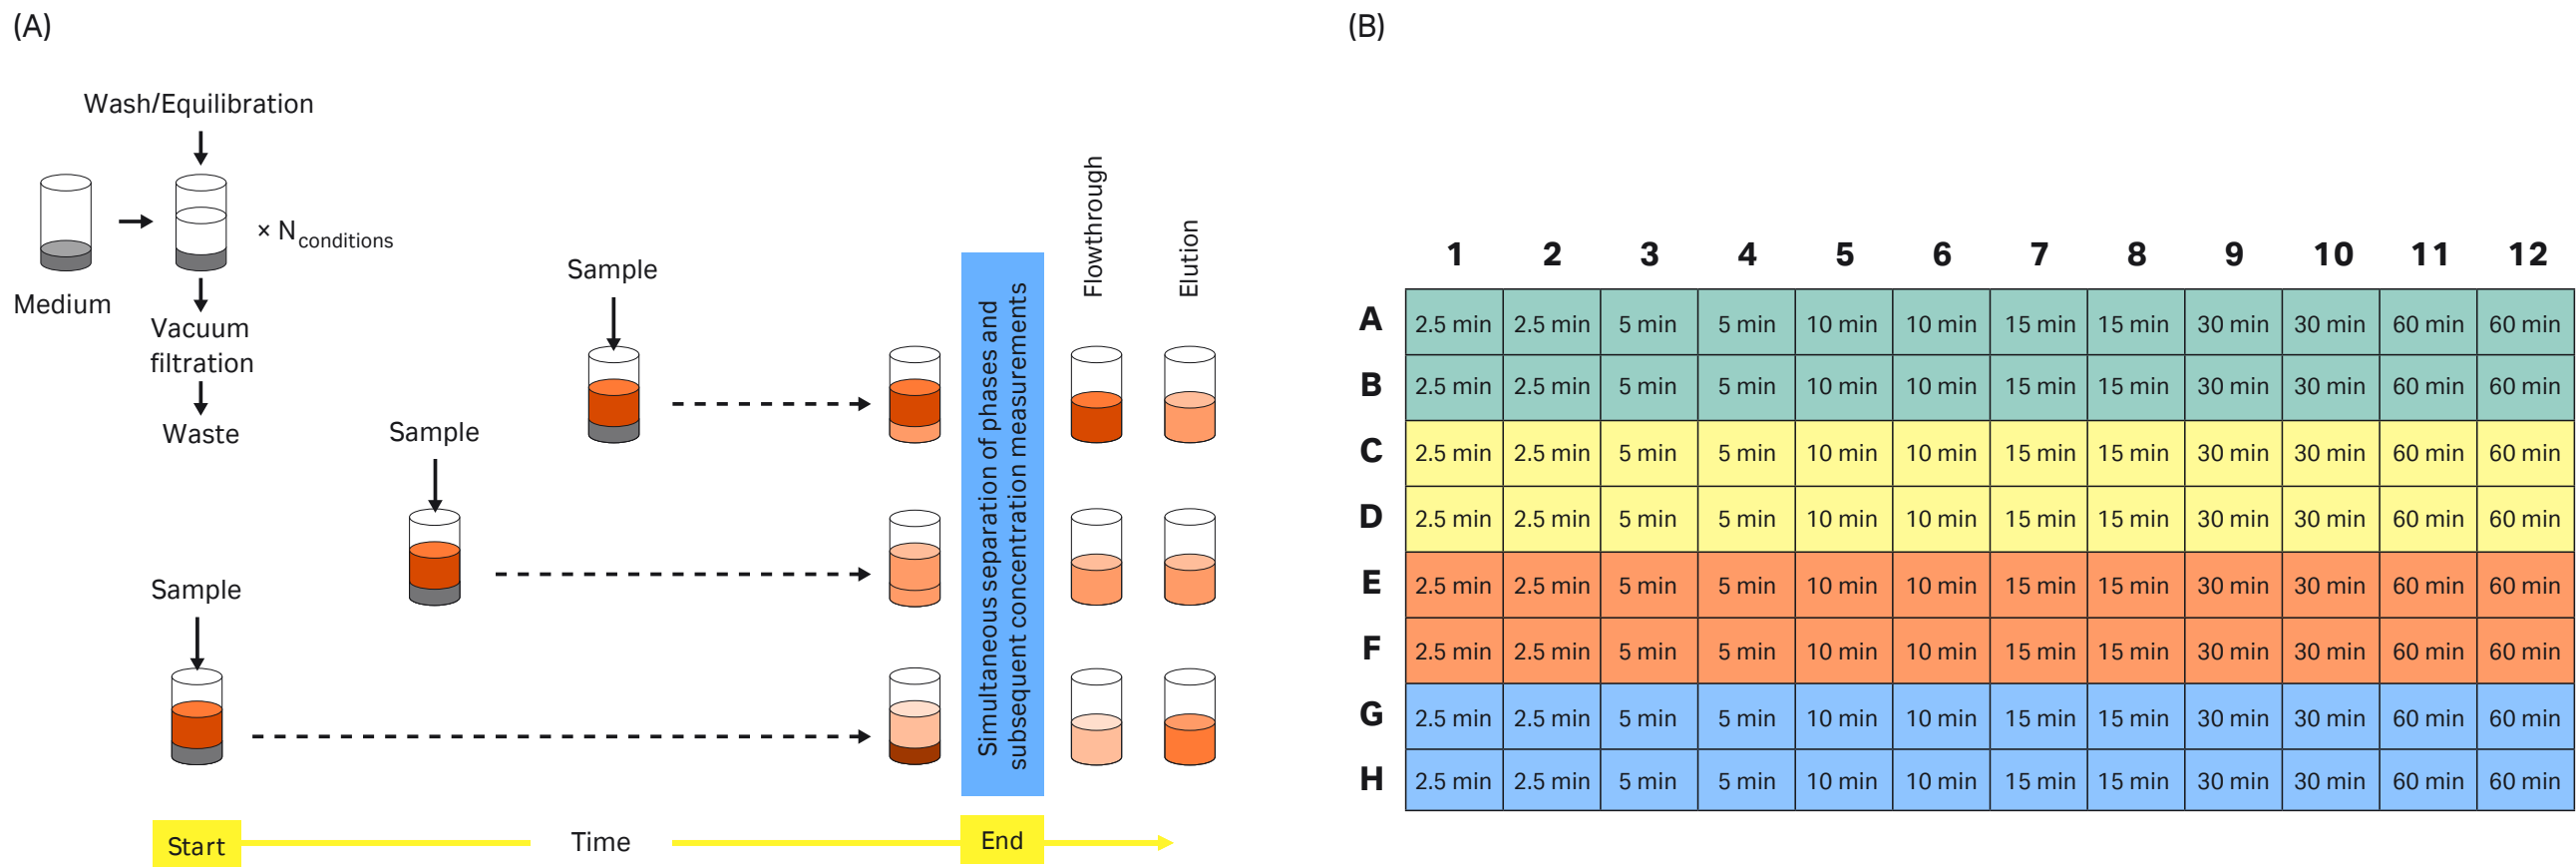 (A)
Wash/Equilibration
Medium
× Nconditions
Vacuum
filtration
Waste
Sample
Sample
Sample
Simultaneous separation of phases and
subsequent concentration measurements
Flowthrough
Elution
Start
Time
End
(B)
1 2 3 4 5 6 7 8 9 10 11 12
A 2.5 min 2.5 min 5 min 5 min 10 min 10 min 15 min 15 min 30 min 30 min 60 min 60 min
B 2.5 min 2.5 min 5 min 5 min 10 min 10 min 15 min 15 min 30 min 30 min 60 min 60 min
C 2.5 min 2.5 min 5 min 5 min 10 min 10 min 15 min 15 min 30 min 30 min 60 min 60 min
D 2.5 min 2.5 min 5 min 5 min 10 min 10 min 15 min 15 min 30 min 30 min 60 min 60 min
E 2.5 min 2.5 min 5 min 5 min 10 min 10 min 15 min 15 min 30 min 30 min 60 min 60 min
F 2.5 min 2.5 min 5 min 5 min 10 min 10 min 15 min 15 min 30 min 30 min 60 min 60 min
G 2.5 min 2.5 min 5 min 5 min 10 min 10 min 15 min 15 min 30 min 30 min 60 min 60 min
H 2.5 min 2.5 min 5 min 5 min 10 min 10 min 15 min 15 min 30 min 30 min 60 min 60 min